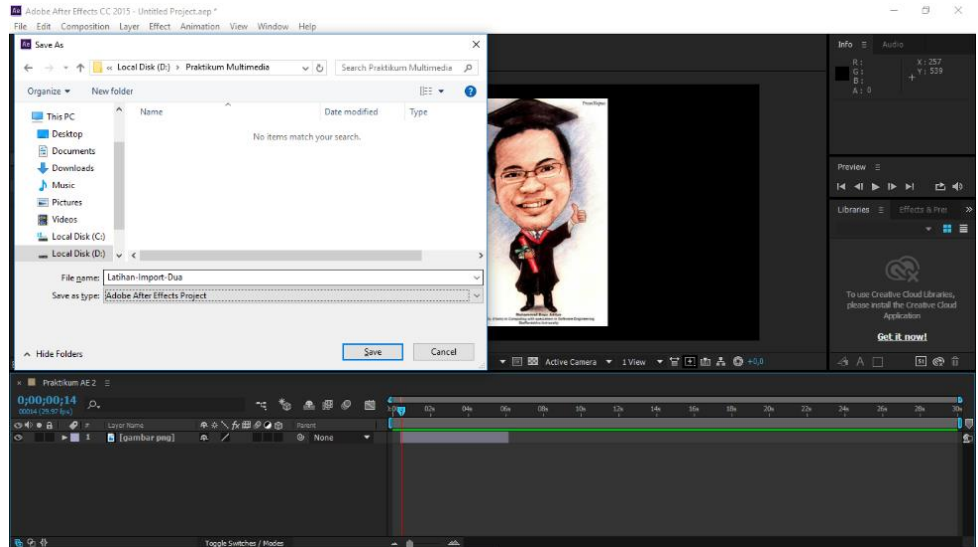 Adobe After Effects CC 2015 - Untitled Project.aep *
File Edit Composition Layer Effect Animation View Window Help
Save As
« Local Disk (D:) › Praktikum Multimedia
Search Praktikum Multimedia
Organize
New folder
Name
Date modified
Type
No items match your search.
This PC
Desktop
Documents
Downloads
Music
Pictures
Videos
Local Disk (C:)
Local Disk (D:)
File name: Latihan-Import-Dua
Save as type: Adobe After Effects Project
Hide Folders
Save
Cancel
Info
Audio
R :
G :
B :
A : 0
X : 257
Y : 539
Preview
Libraries
Effects & Pre
To use Creative Cloud Libraries,
please install the Creative Cloud
Application
Get it now!
Active Camera
1 View
+0,0
Praktikum AE 2
0;00;00;14
00014 (29.97 fps)
02s 04s 06s 08s 10s 12s 14s 16s 18s 20s 22s 24s 26s 28s 30s
# Layer Name
Parent
1 [gambar png]
None
Toggle Switches / Modes